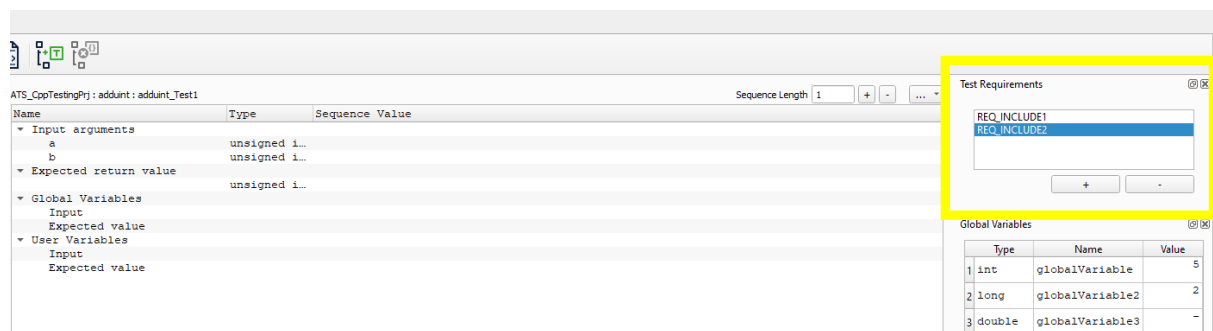 ATS_CppTestingPrj : adduint : adduint_Test1
Sequence Length 1 + - ...
Name Type Sequence Value
Input arguments
a unsigned i...
b unsigned i...
Expected return value
unsigned i...
Global Variables
Input
Expected value
User Variables
Input
Expected value
Test Requirements
REQ_INCLUDE1
REQ_INCLUDE2
+ -
Global Variables
Type Name Value
1 int globalVariable 5
2 long globalVariable2 2
3 double globalVariable3 -